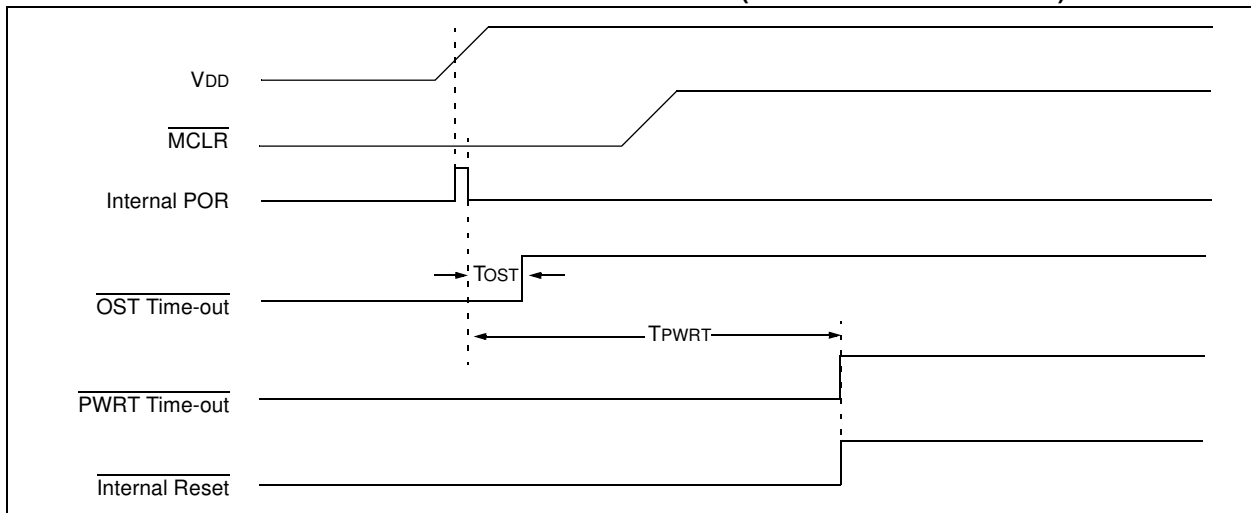 VDD
MCLR
Internal POR
TOST
OST Time-out
TPWRT
PWRT Time-out
Internal Reset